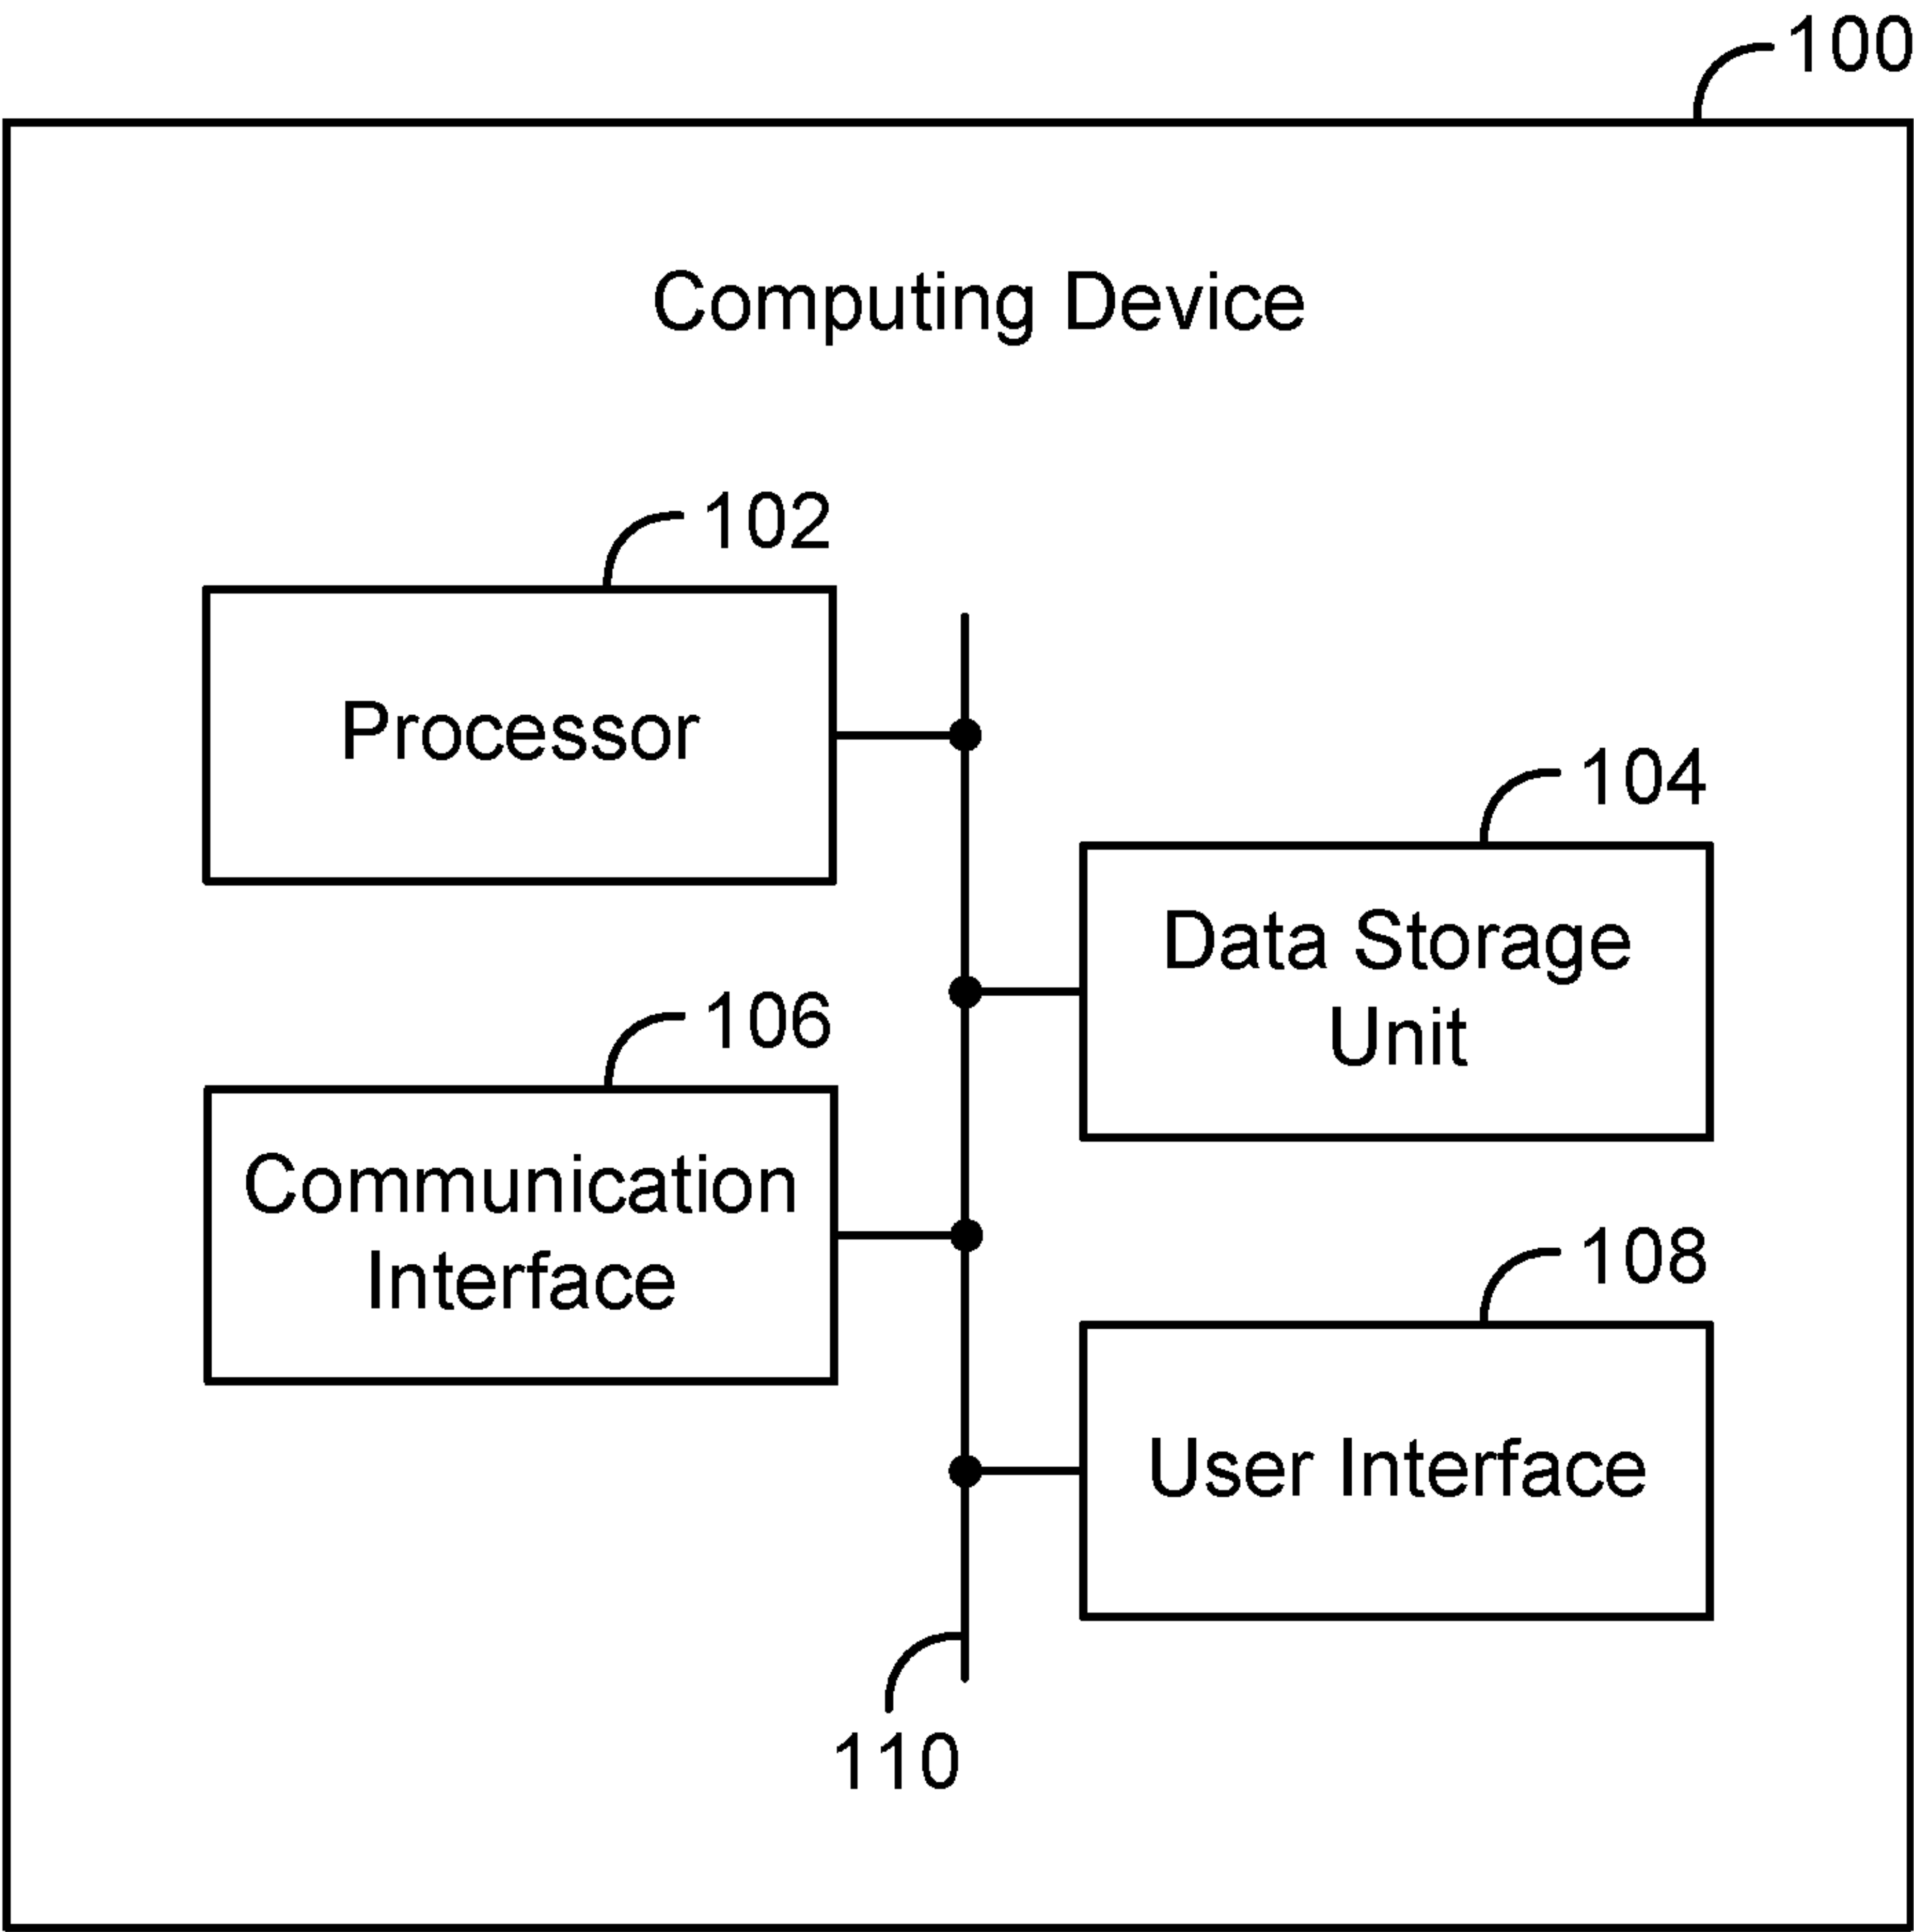 100
Computing Device
102
Processor
104
Data Storage
Unit
106
Communication
Interface
108
User Interface
110